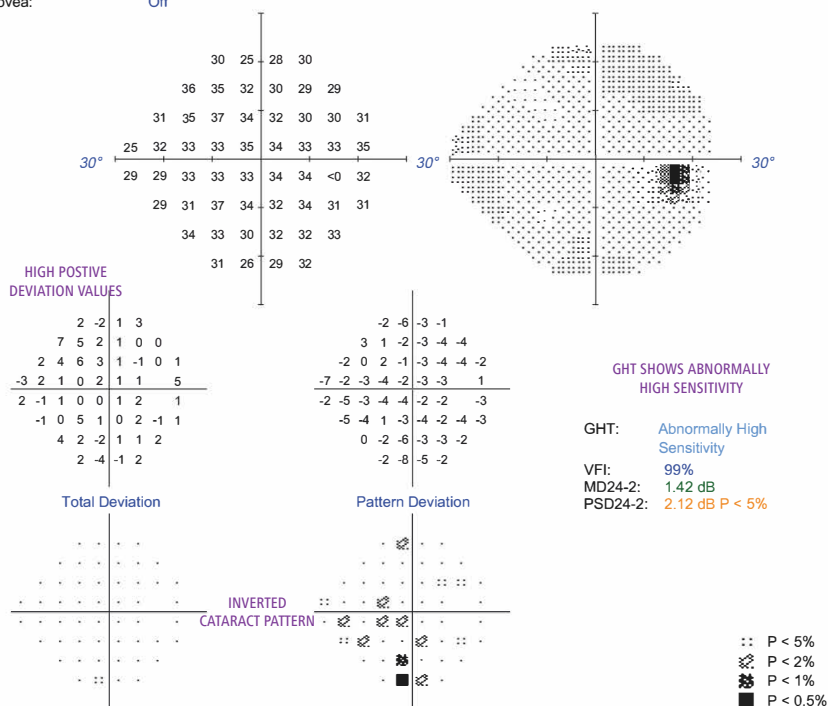 ovea: Off
30 25 28 30
36 35 32 30 29 29
31 35 37 34 32 30 30 31
25 32 33 33 35 34 33 33 35
30° 30° 30°
29 29 33 33 33 34 34 <0 32
29 31 37 34 32 34 31 31
34 33 30 32 32 33
31 26 29 32
HIGH POSTIVE
DEVIATION VALUES
2 -2 1 3
7 5 2 1 0 0
2 4 6 3 1 -1 0 1
-3 2 1 0 2 1 1 5
2 -1 1 0 0 1 2 1
-1 0 5 1 0 2 -1 1
4 2 -2 1 1 2
2 -4 -1 2
Total Deviation
-2 -6 -3 -1
3 1 -2 -3 -4 -4
-2 0 2 -1 -3 -4 -4 -2
-7 -2 -3 -4 -2 -3 -3 1
-2 -5 -3 -4 -4 -2 -2 -3
-5 -4 1 -3 -4 -2 -4 -4
0 -2 -6 -3 -3 -2
-2 -8 -5 -2
Pattern Deviation
GHT SHOWS ABNORMALLY
HIGH SENSITIVITY
GHT: Abnormally High
Sensitivity
VFI: 99%
MD24-2: 1.42 dB
PSD24-2: 2.12 dB P < 5%
INVERTED
CATARACT PATTERN
P < 5%
P < 2%
P < 1%
P < 0.5%